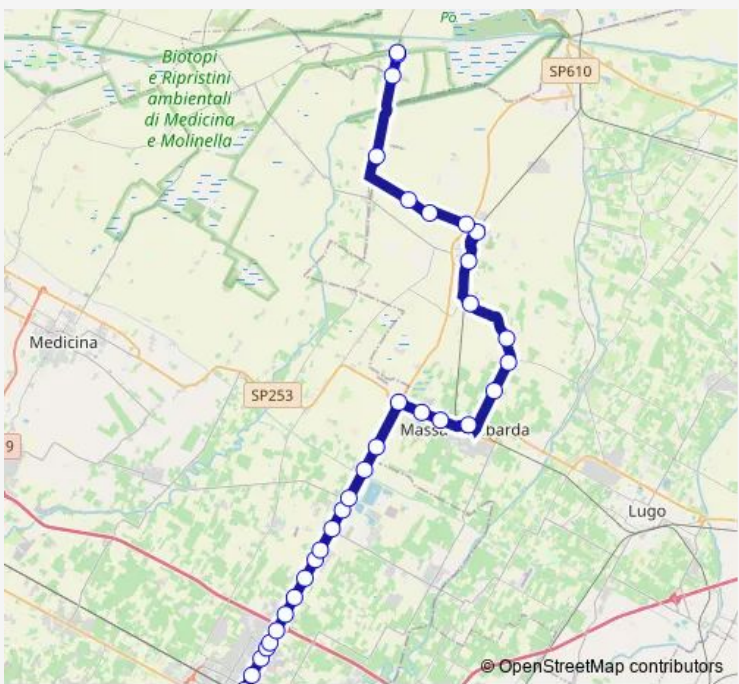 Po
Biotopi
e Ripristini
ambientali
di Medicina
e Molinella
SP610
Medicina
SP253
9
Massa
barda
Lugo
© OpenStreetMap contributors